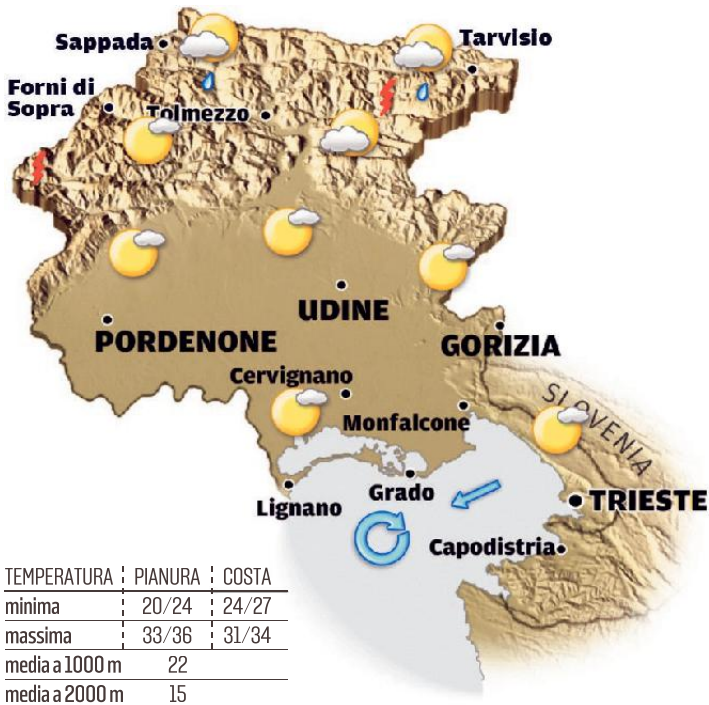 Sappada
Tarvisio
Forni di
Sopra
Tolmezzo
UDINE
PORDENONE
GORIZIA
Cervignano
SLOVENIA
Monfalcone
Grado
Lignano
TRIESTE
Capodistria
TEMPERATURA PIANURA COSTA
minima 20/24 24/27
massima 33/36 31/34
media a 1000 m 22
media a 2000 m 15